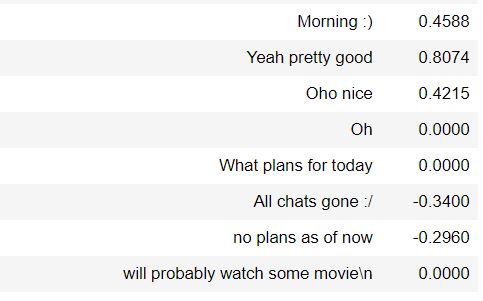 Morning :) 0.4588
Yeah pretty good 0.8074
Oho nice 0.4215
Oh 0.0000
What plans for today 0.0000
All chats gone :/ -0.3400
no plans as of now -0.2960
will probably watch some movie\n 0.0000